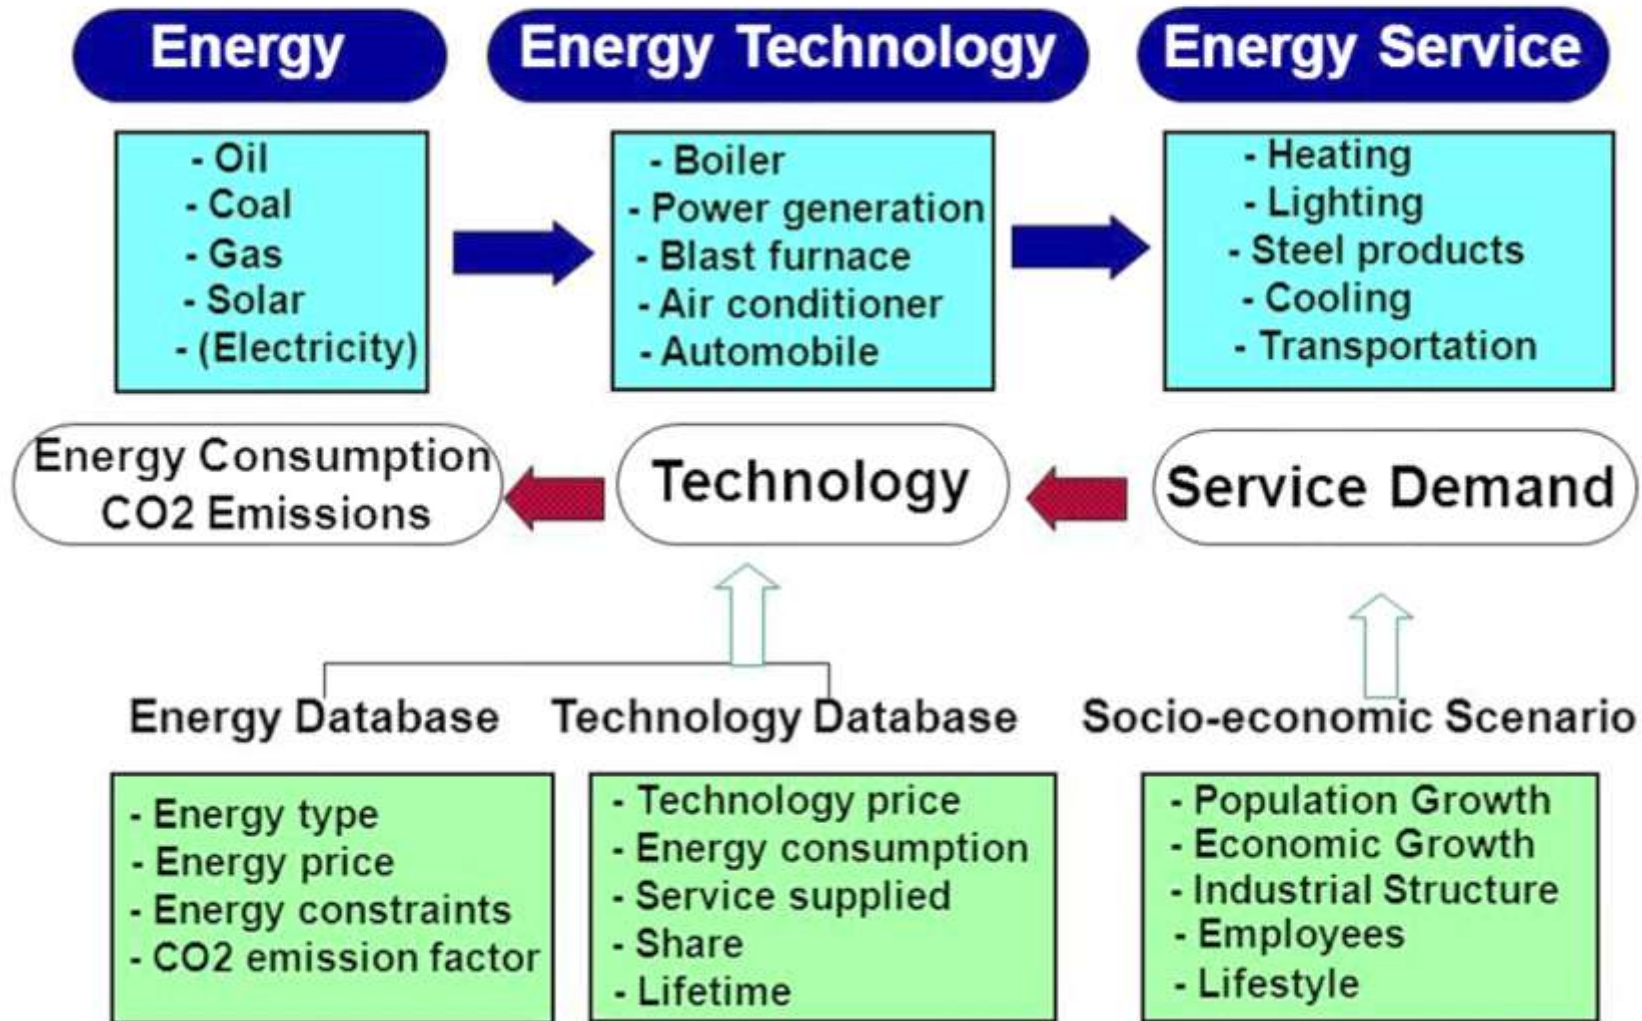 Energy
Energy Technology
Energy Service
- Oil
- Coal
- Gas
- Solar
- (Electricity)
- Boiler
- Power generation
- Blast furnace
- Air conditioner
- Automobile
- Heating
- Lighting
- Steel products
- Cooling
- Transportation
Energy Consumption
CO2 Emissions
Technology
Service Demand
Energy Database
Technology Database
Socio-economic Scenario
- Energy type
- Energy price
- Energy constraints
- CO2 emission factor
- Technology price
- Energy consumption
- Service supplied
- Share
- Lifetime
- Population Growth
- Economic Growth
- Industrial Structure
- Employees
- Lifestyle